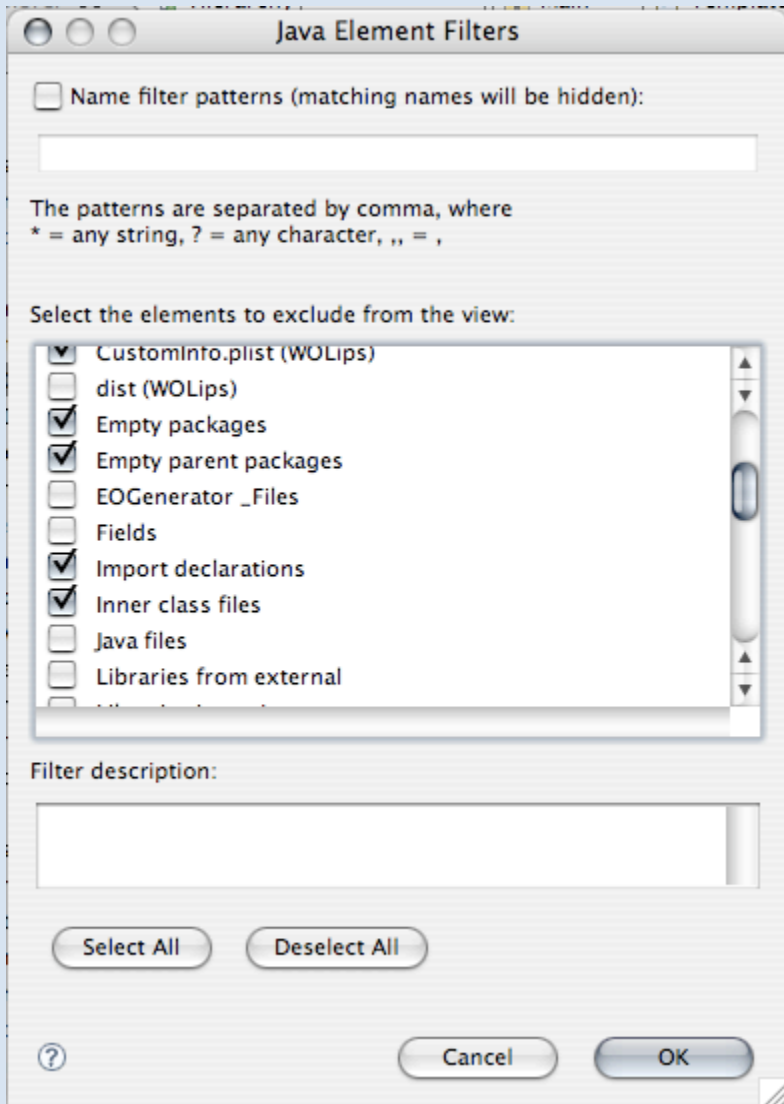 Java Element Filters
Name filter patterns (matching names will be hidden):
The patterns are separated by comma, where
* = any string, ? = any character, ,, = ,
Select the elements to exclude from the view:
CustomInfo.plist (WOLips)
dist (WOLips)
Empty packages
Empty parent packages
EOGenerator _Files
Fields
Import declarations
Inner class files
Java files
Libraries from external
Filter description:
Select All
Deselect All
?
Cancel
OK